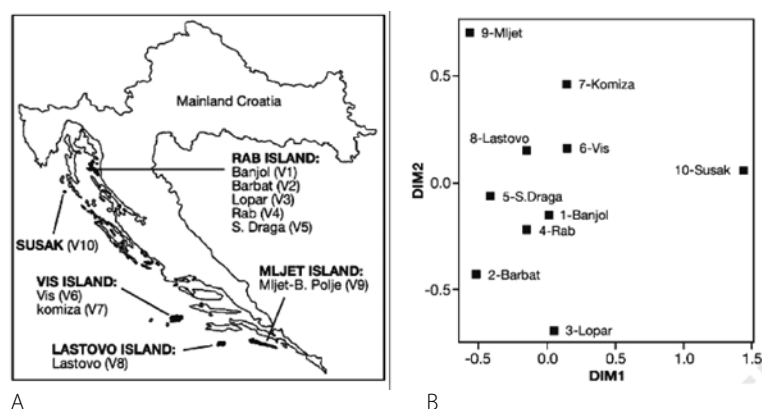 Mainland Croatia
RAB ISLAND:
Banjol (V1)
Barbat (V2)
Lopar (V3)
Rab (V4)
S. Draga (V5)
SUSAK (V10)
VIS ISLAND:
Vis (V6)
komiza (V7)
MLJET ISLAND:
Mljet-B. Polje (V9)
LASTOVO ISLAND:
Lastovo (V8)
A
DIM2
0.5
0.0
-0.5
9-Mljet
7-Komiza
8-Lastovo
6-Vis
10-Susak
5-S.Draga
1-Banjol
4-Rab
2-Barbat
3-Lopar
-0.5 0.0 0.5 1.0 1.5
DIM1
B